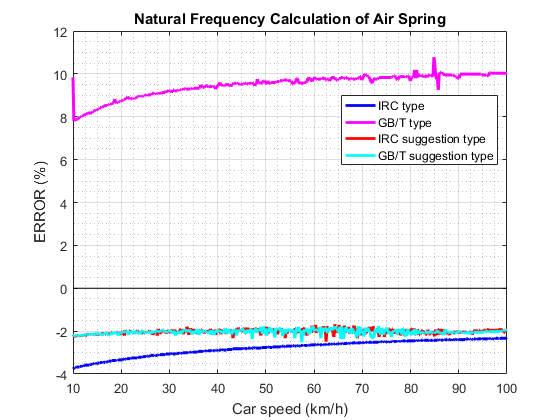 Natural Frequency Calculation of Air Spring
12
10
8
6
4
2
0
-2
-4
ERROR (%)
IRC type
GB/T type
IRC suggestion type
GB/T suggestion type
10 20 30 40 50 60 70 80 90 100
Car speed (km/h)